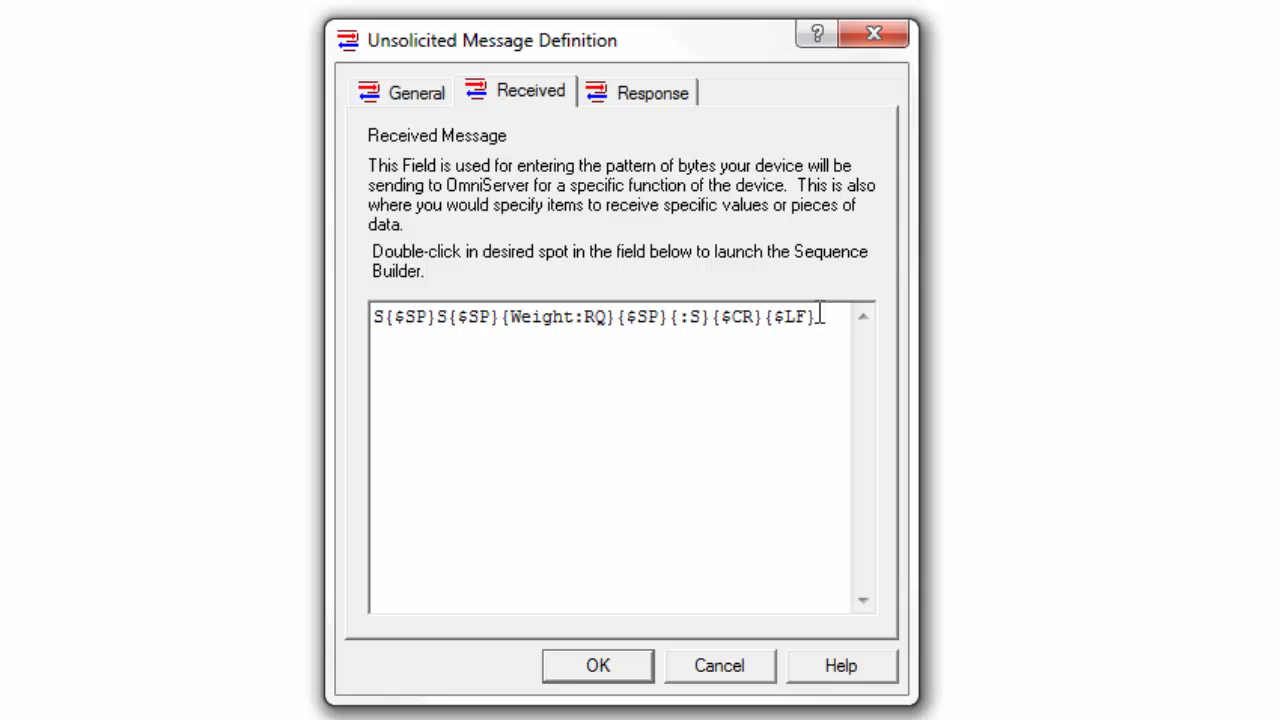 Unsolicited Message Definition
General Received Response
Received Message
This Field is used for entering the pattern of bytes your device will be
sending to OmniServer for a specific function of the device. This is also
where you would specify items to receive specific values or pieces of
data.
Double-click in desired spot in the field below to launch the Sequence
Builder.
S{$SP}S{$SP}{Weight:RQ}{$SP}{:S}{$CR}{$LF}
OK Cancel Help